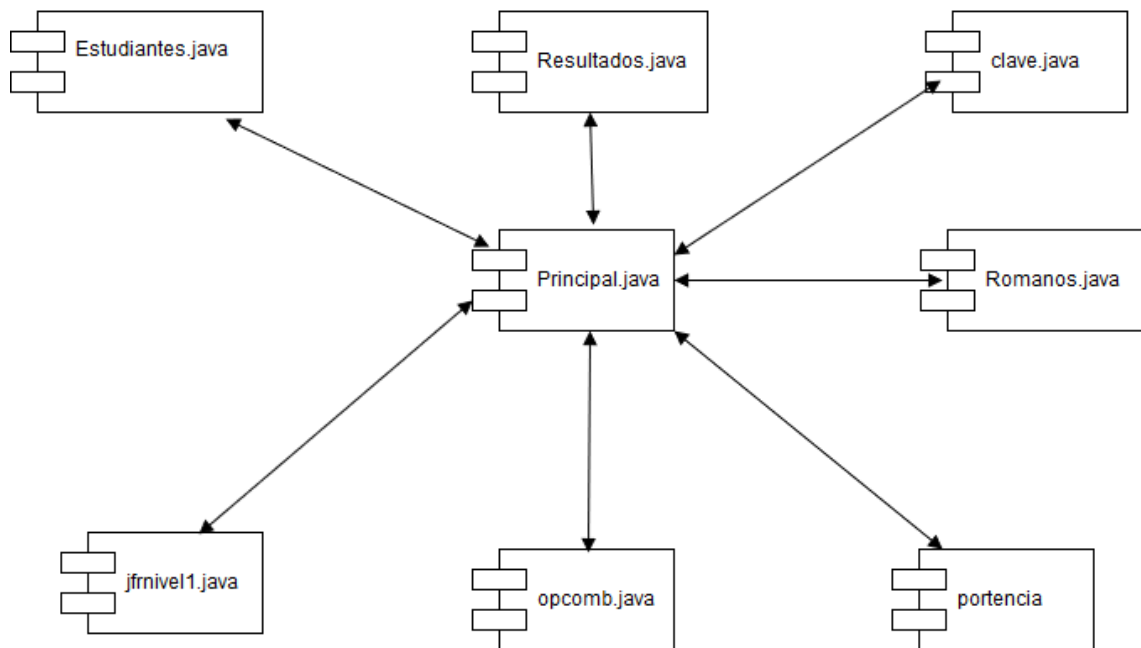 Estudiantes.java
Resultados.java
clave.java
Principal.java
Romanos.java
jfrnivel1.java
opcomb.java
portencia